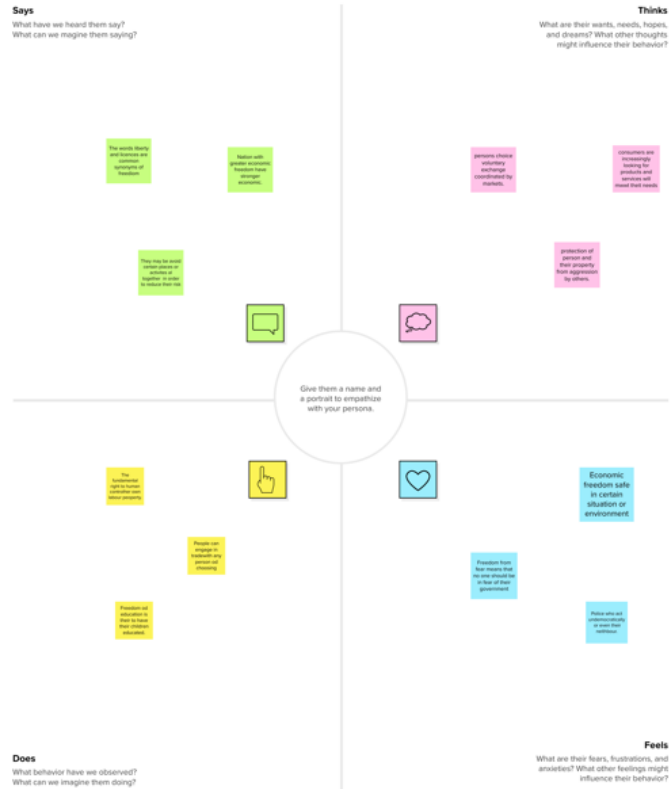 Says
What have we heard them say?
What can we magine them saying?
Thinks
What are their wants, needs, hopes,
and dreams? What other thoughts
might influence their behavior?
The words liberty
and licences are
common
synonyms of
freedom
Nation with
greater economic
freedom have
stronger
economic.
They may be avoid
certain places or
activities at
together in order
to reduce their risk.
persons choice
voluntary
exchange
coordinated by
markets.
consumers are
increasingly
looking for
products and
services will
meet their needs
protection of
person and
their property
from aggression
by others.
Give them a name and
a portrait to empathize
with your persona.
The
fundamental
right to human
own
labour
People can
engage in
tradewith any
person od
choosing
Freedom od
education is
their to have
their children
educated.
Economic
freedom safe
in certain
situation or
environment
Freedom from
fear means that
no one should be
in fear of their
government
Police who act
undemocratically
or even their
Does
What behavior have we observed?
What can we imagine them doing?
Feels
What are their fears, frustrations, and
anxieties? What other feelings might
influence their behavior?